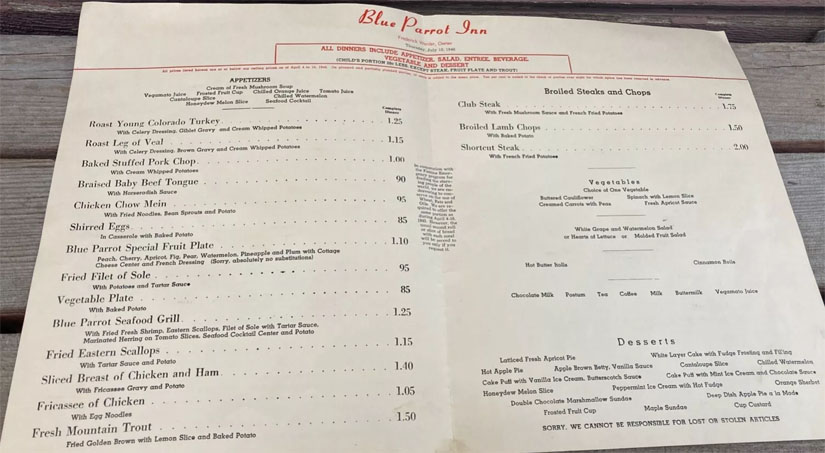 Blue Parrot Inn
Frederick Meunier, Owner
Thursday, July 18, 1946
ALL DINNERS INCLUDE APPETIZER, SALAD, ENTREE, BEVERAGE,
VEGETABLE AND DESSERT
(CHILD'S PORTION 10c LESS, EXCEPT STEAK, FRUIT PLATE AND TROUT)
APPETIZERS
Cream of Fresh Mushroom Soup
Vegamato Juice Frosted Fruit Cup Chilled Orange Juice Tomato Juice
Cantaloupe Slice Chilled Watermelon
Honeydew Melon Slice Seafood Cocktail
Complete
Dinner
Roast Young Colorado Turkey 1.25
With Celery Dressing, Giblet Gravy and Cream Whipped Potatoes
Roast Leg of Veal 1.15
With Celery Dressing, Brown Gravy and Cream Whipped Potatoes
Baked Stuffed Pork Chop 1.00
With Cream Whipped Potatoes
Braised Baby Beef Tongue 90
With Horseradish Sauce
Chicken Chow Mein 95
With Fried Noodles, Bean Sprouts and Potato
Shirred Eggs 85
In Casserole with Baked Potato
Blue Parrot Special Fruit Plate 1.10
Peach, Cherry, Apricot, Fig, Pear, Watermelon, Pineapple and Plum with Cottage
Cheese Center and French Dressing (Sorry, absolutely no substitutions)
Fried Filet of Sole 95
With Potatoes and Tartar Sauce
Vegetable Plate 85
With Baked Potato
Blue Parrot Seafood Grill 1.25
With Fried Fresh Shrimp, Eastern Scallops, Filet of Sole with Tartar Sauce,
Marinated Herring on Tomato Slices, Seafood Cocktail Center and Potato
Fried Eastern Scallops 1.15
With Tartar Sauce and Potato
Sliced Breast of Chicken and Ham 1.40
With Fricassee Gravy and Potato
Fricassee of Chicken 1.05
With Egg Noodles
Fresh Mountain Trout 1.50
Fried Golden Brown with Lemon Slice and Baked Potato
Broiled Steaks and Chops
Complete
Dinner
Club Steak 1.75
With Fresh Mushroom Sauce and French Fried Potatoes
Broiled Lamb Chops 1.50
With Baked Potato
Shortcut Steak 2.00
With French Fried Potatoes
Vegetables
Choice of One Vegetable
Buttered Cauliflower Spinach with Lemon Slice
Creamed Carrots with Peas Fresh Apricot Sauce
White Grape and Watermelon Salad
or Hearts of Lettuce or Molded Fruit Salad
Hot Butter Rolls Cinnamon Rolls
Chocolate Milk Postum Tea Coffee Milk Buttermilk Vegamato Juice
Desserts
Laticed Fresh Apricot Pie White Layer Cake with Fudge Frosting and Filling
Hot Apple Pie Apple Brown Betty, Vanilla Sauce Cantaloupe Slice Chilled Watermelon
Cake Puff with Vanilla Ice Cream, Butterscotch Sauce Cake Puff with Mint Ice Cream and Chocolate Sauce
Honeydew Melon Slice Peppermint Ice Cream with Hot Fudge Orange Sherbet
Double Chocolate Marshmallow Sundae Deep Dish Apple Pie a la Mode
Frosted Fruit Cup Maple Sundae Cup Custard
SORRY, WE CANNOT BE RESPONSIBLE FOR LOST OR STOLEN ARTICLES